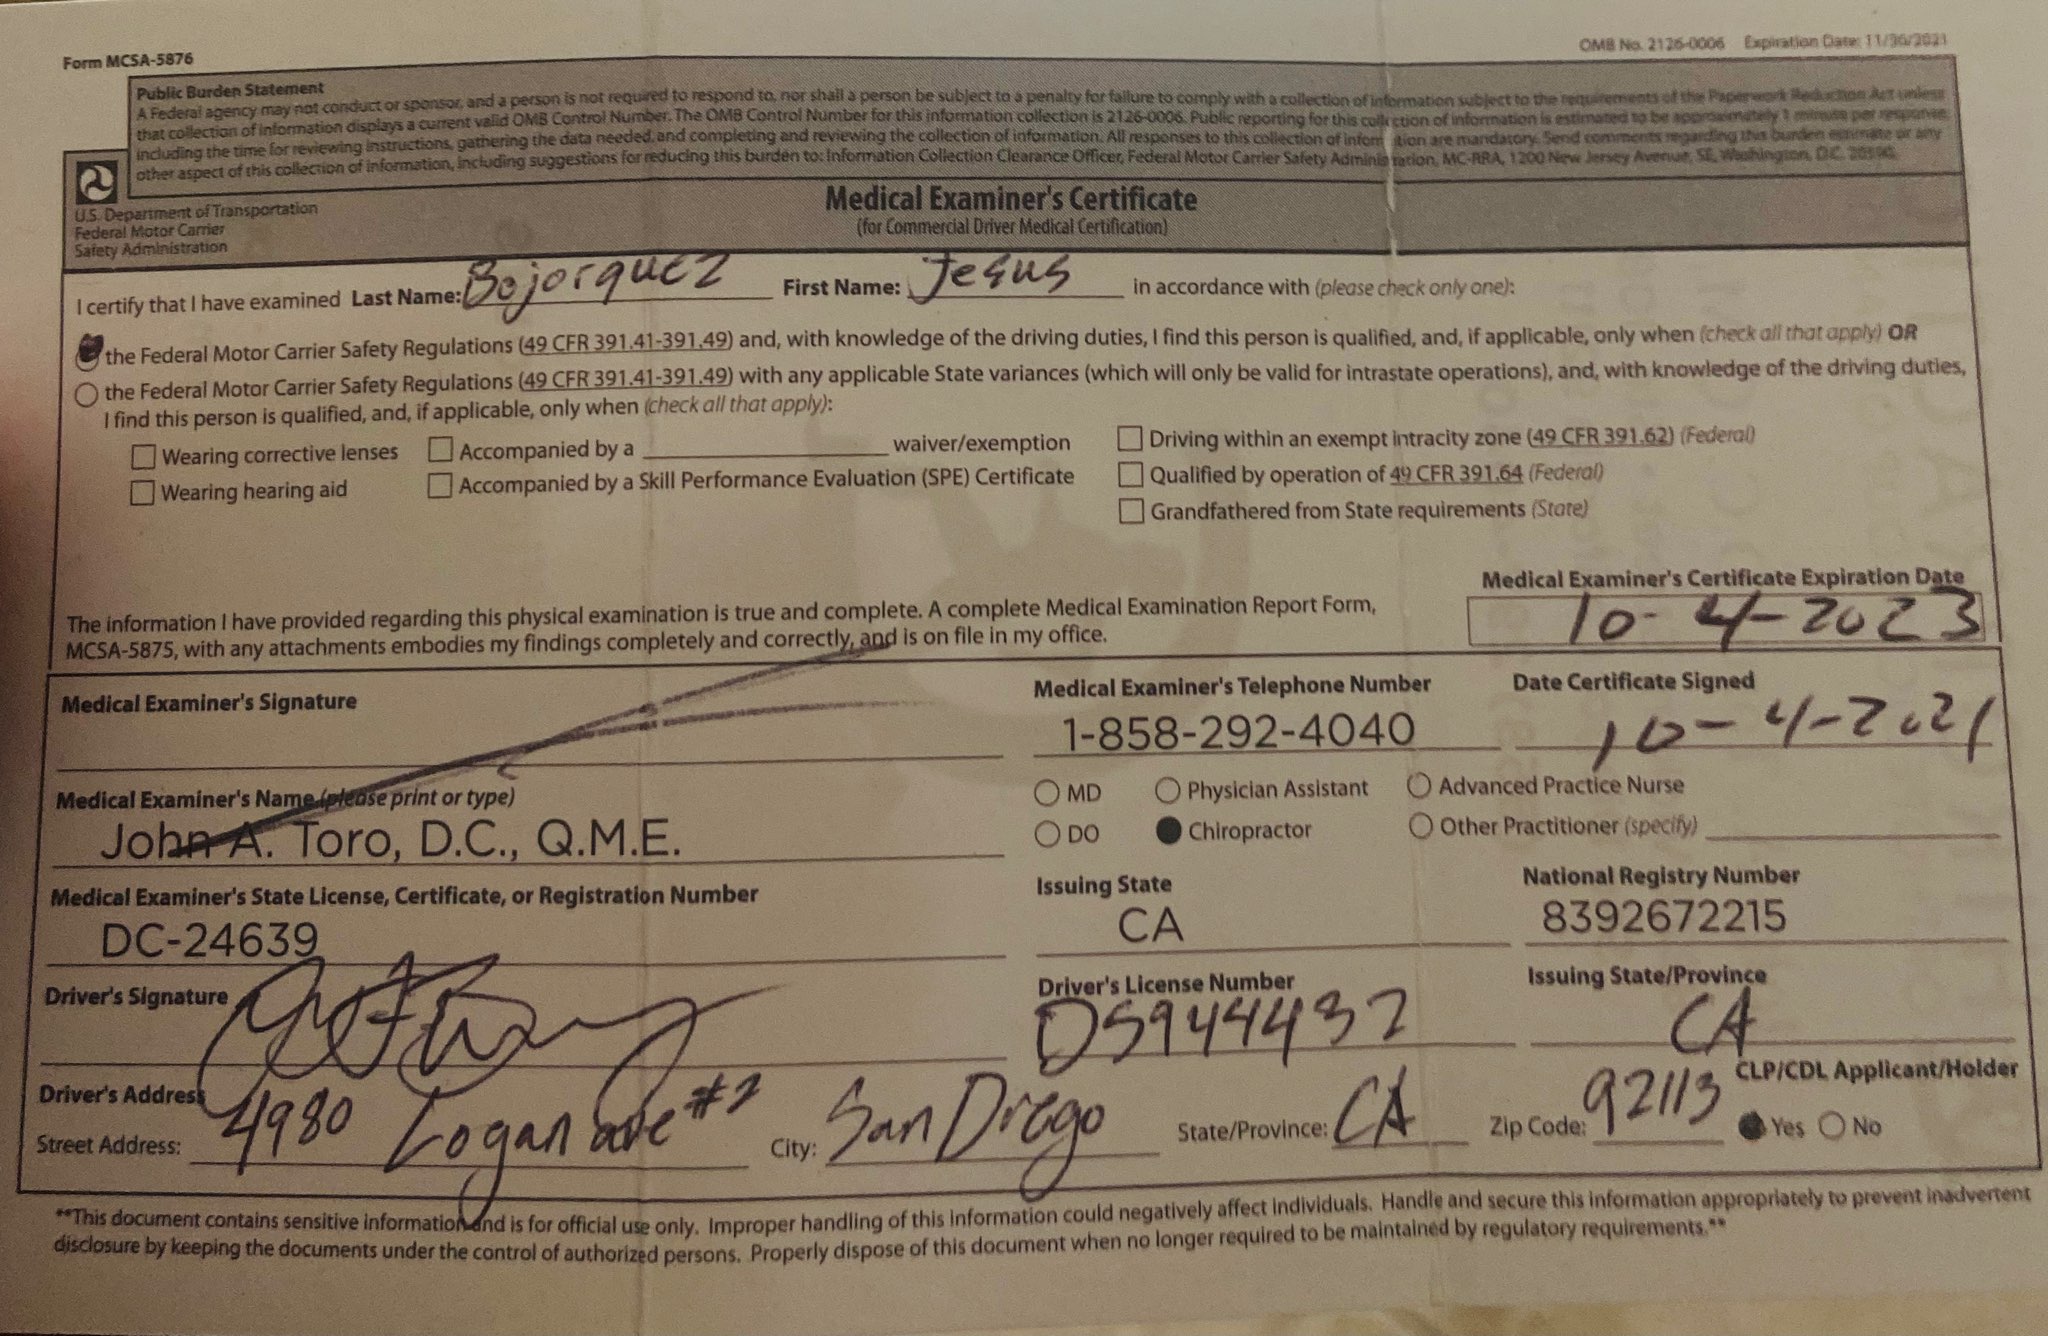 Form MCSA-5876
OMB No. 2126-0006 Expiration Date: 11/30/2021
Public Burden Statement
A Federal agency may not conduct or sponsor, and a person is not required to respond to, nor shall a person be subject to a penalty for failure to comply with a collection of information subject to the requirements of the Paperwork Reduction Act unless
that collection of information displays a current valid OMB Control Number. The OMB Control Number for this information collection is 2126-0006. Public reporting for this collection of information is estimated to be approximately 1 minute per response,
including the time for reviewing instructions, gathering the data needed, and completing and reviewing the collection of information. All responses to this collection of information are mandatory. Send comments regarding this burden estimate or any
other aspect of this collection of information, including suggestions for reducing this burden to: Information Collection Clearance Officer, Federal Motor Carrier Safety Administration, MC-RRA, 1200 New Jersey Avenue, SE, Washington, D.C. 20590.
U.S. Department of Transportation
Federal Motor Carrier
Safety Administration
Medical Examiner's Certificate
(for Commercial Driver Medical Certification)
I certify that I have examined Last Name: Bojorquez First Name: Jesus in accordance with (please check only one):
the Federal Motor Carrier Safety Regulations (49 CFR 391.41-391.49) and, with knowledge of the driving duties, I find this person is qualified, and, if applicable, only when (check all that apply) OR
the Federal Motor Carrier Safety Regulations (49 CFR 391.41-391.49) with any applicable State variances (which will only be valid for intrastate operations), and, with knowledge of the driving duties,
I find this person is qualified, and, if applicable, only when (check all that apply):
Wearing corrective lenses Accompanied by a waiver/exemption Driving within an exempt intracity zone (49 CFR 391.62) (Federal)
Wearing hearing aid Accompanied by a Skill Performance Evaluation (SPE) Certificate Qualified by operation of 49 CFR 391.64 (Federal)
Grandfathered from State requirements (State)
Medical Examiner's Certificate Expiration Date
10-4-2023
The information I have provided regarding this physical examination is true and complete. A complete Medical Examination Report Form,
MCSA-5875, with any attachments embodies my findings completely and correctly, and is on file in my office.
Medical Examiner's Signature
Medical Examiner's Telephone Number
1-858-292-4040
Date Certificate Signed
10-4-2021
Medical Examiner's Name (please print or type)
John A. Toro, D.C., Q.M.E.
MD Physician Assistant Advanced Practice Nurse
DO Chiropractor Other Practitioner (specify)
Medical Examiner's State License, Certificate, or Registration Number
DC-24639
Issuing State
CA
National Registry Number
8392672215
Driver's Signature
Driver's License Number
D5944432
Issuing State/Province
CA
Driver's Address
CLP/CDL Applicant/Holder
Street Address: 4980 Logan ave #2 City: San Diego State/Province: CA Zip Code: 92113 Yes No
**This document contains sensitive information and is for official use only. Improper handling of this information could negatively affect individuals. Handle and secure this information appropriately to prevent inadvertent
disclosure by keeping the documents under the control of authorized persons. Properly dispose of this document when no longer required to be maintained by regulatory requirements.**